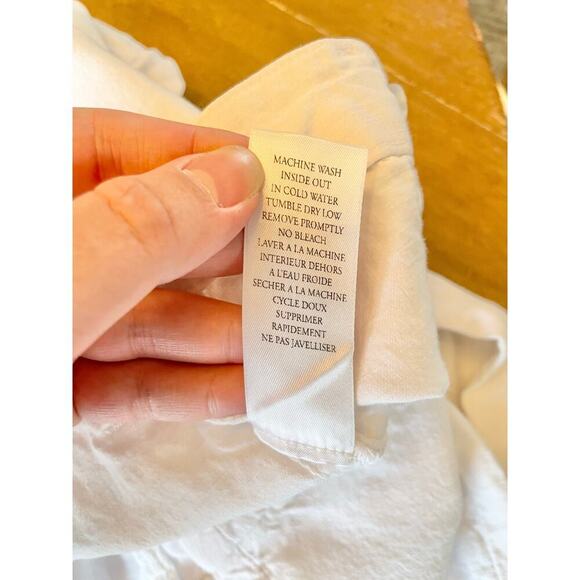 MACHINE WASH
INSIDE OUT
IN COLD WATER
TUMBLE DRY LOW
REMOVE PROMPTLY
NO BLEACH
LAVER A LA MACHINE
INTERIEUR DEHORS
A L'EAU FROIDE
SECHER A LA MACHINE
CYCLE DOUX
SUPPRIMER
RAPIDEMENT
NE PAS JAVELLISER